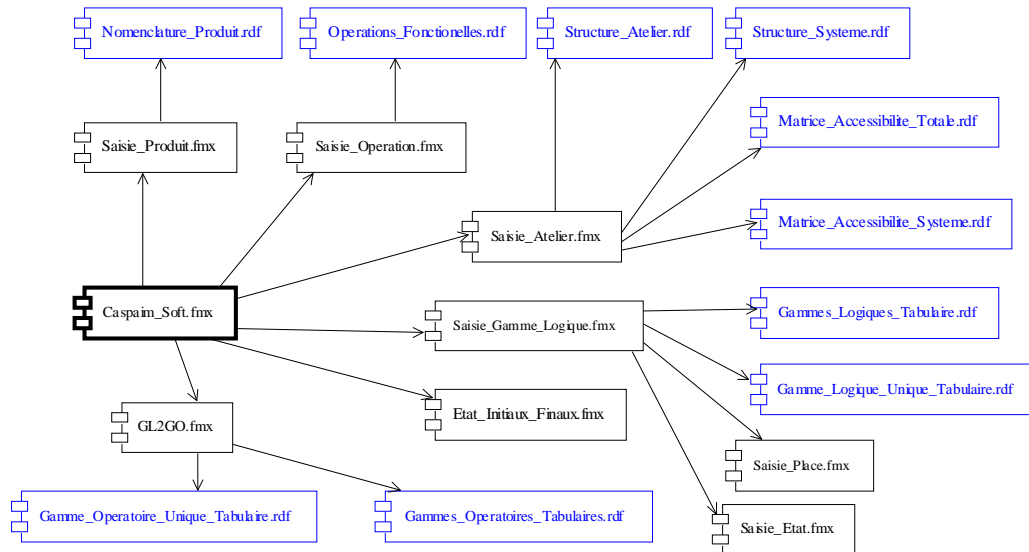 Nomenclature_Produit.rdf
Operations_Fonctionelles.rdf
Structure_Atelier.rdf
Structure_Systeme.rdf
Matrice_Accessibilite_Totale.rdf
Saisie_Produit.fmx
Saisie_Operation.fmx
Matrice_Accessibilite_Systeme.rdf
Saisie_Atelier.fmx
Caspaim_Soft.fmx
Saisie_Gamme_Logique.fmx
Gammes_Logiques_Tabulaire.rdf
Gamme_Logique_Unique_Tabulaire.rdf
Etat_Initiaux_Finaux.fmx
GL2GO.fmx
Saisie_Place.fmx
Gamme_Operatoire_Unique_Tabulaire.rdf
Gammes_Operatoires_Tabulaires.rdf
Saisie_Etat.fmx